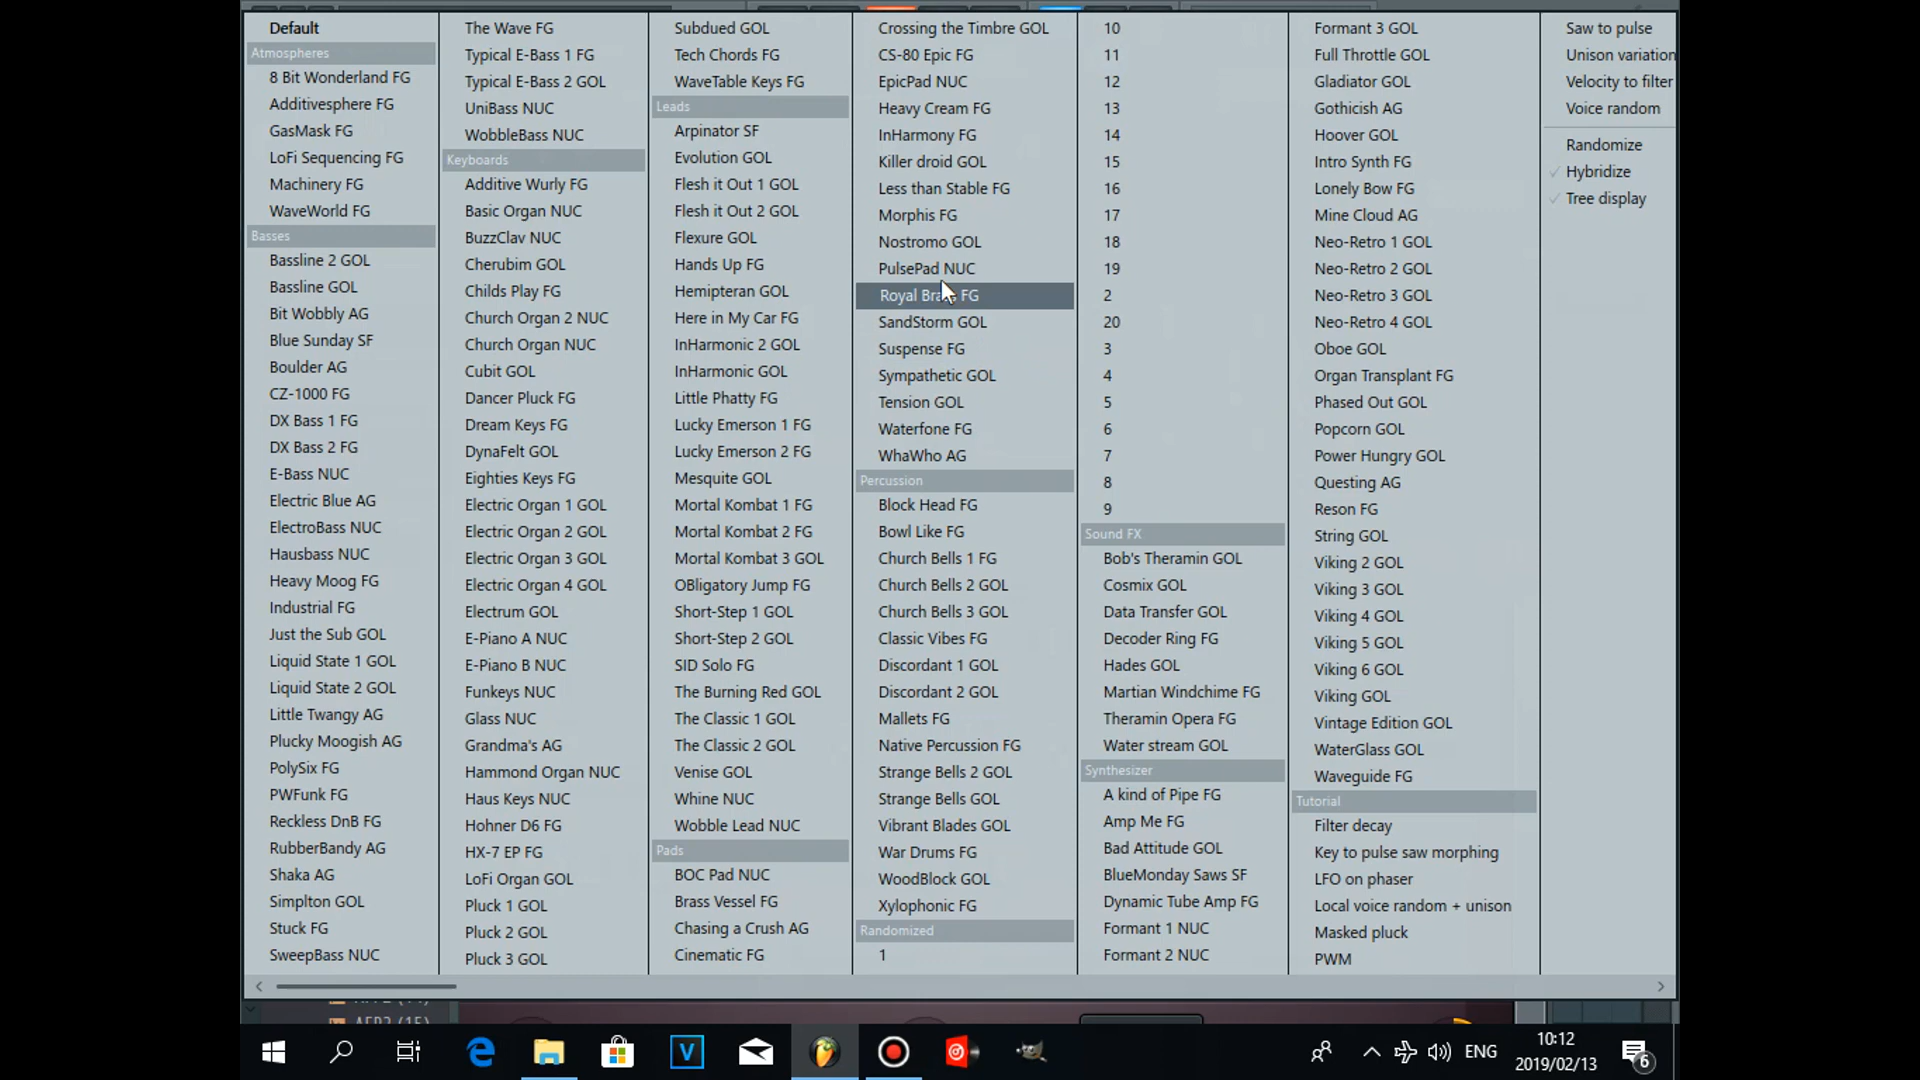 Default
Atmospheres
8 Bit Wonderland FG
Additivesphere FG
GasMask FG
LoFi Sequencing FG
Machinery FG
WaveWorld FG
Basses
Bassline 2 GOL
Bassline GOL
Bit Wobbly AG
Blue Sunday SF
Boulder AG
CZ-1000 FG
DX Bass 1 FG
DX Bass 2 FG
E-Bass NUC
Electric Blue AG
ElectroBass NUC
Hausbass NUC
Heavy Moog FG
Industrial FG
Just the Sub GOL
Liquid State 1 GOL
Liquid State 2 GOL
Little Twangy AG
Plucky Moogish AG
PolySix FG
PWFunk FG
Reckless DnB FG
RubberBandy AG
Shaka AG
Simplton GOL
Stuck FG
SweepBass NUC
The Wave FG
Typical E-Bass 1 FG
Typical E-Bass 2 GOL
UniBass NUC
WobbleBass NUC
Keyboards
Additive Wurly FG
Basic Organ NUC
BuzzClav NUC
Cherubim GOL
Childs Play FG
Church Organ 2 NUC
Church Organ NUC
Cubit GOL
Dancer Pluck FG
Dream Keys FG
DynaFelt GOL
Eighties Keys FG
Electric Organ 1 GOL
Electric Organ 2 GOL
Electric Organ 3 GOL
Electric Organ 4 GOL
Electrum GOL
E-Piano A NUC
E-Piano B NUC
Funkeys NUC
Glass NUC
Grandma's AG
Hammond Organ NUC
Haus Keys NUC
Hohner D6 FG
HX-7 EP FG
LoFi Organ GOL
Pluck 1 GOL
Pluck 2 GOL
Pluck 3 GOL
Subdued GOL
Tech Chords FG
WaveTable Keys FG
Leads
Arpinator SF
Evolution GOL
Flesh it Out 1 GOL
Flesh it Out 2 GOL
Flexure GOL
Hands Up FG
Hemipteran GOL
Here in My Car FG
InHarmonic 2 GOL
InHarmonic GOL
Little Phatty FG
Lucky Emerson 1 FG
Lucky Emerson 2 FG
Mesquite GOL
Mortal Kombat 1 FG
Mortal Kombat 2 FG
Mortal Kombat 3 GOL
OBligatory Jump FG
Short-Step 1 GOL
Short-Step 2 GOL
SID Solo FG
The Burning Red GOL
The Classic 1 GOL
The Classic 2 GOL
Venise GOL
Whine NUC
Wobble Lead NUC
Pads
BOC Pad NUC
Brass Vessel FG
Chasing a Crush AG
Cinematic FG
Crossing the Timbre GOL
CS-80 Epic FG
EpicPad NUC
Heavy Cream FG
InHarmony FG
Killer droid GOL
Less than Stable FG
Morphis FG
Nostromo GOL
PulsePad NUC
Royal FG
SandStorm GOL
Suspense FG
Sympathetic GOL
Tension GOL
Waterfone FG
WhaWho AG
Percussion
Block Head FG
Bowl Like FG
Church Bells 1 FG
Church Bells 2 GOL
Church Bells 3 GOL
Classic Vibes FG
Discordant 1 GOL
Discordant 2 GOL
Mallets FG
Native Percussion FG
Strange Bells 2 GOL
Strange Bells GOL
Vibrant Blades GOL
War Drums FG
WoodBlock GOL
Xylophonic FG
Randomized
1
10
11
12
13
14
15
16
17
18
19
2
20
3
4
5
6
7
8
9
Sound FX
Bob's Theramin GOL
Cosmix GOL
Data Transfer GOL
Decoder Ring FG
Hades GOL
Martian Windchime FG
Theramin Opera FG
Water stream GOL
Synthesizer
A kind of Pipe FG
Amp Me FG
Bad Attitude GOL
BlueMonday Saws SF
Dynamic Tube Amp FG
Formant 1 NUC
Formant 2 NUC
Formant 3 GOL
Full Throttle GOL
Gladiator GOL
Gothicish AG
Hoover GOL
Intro Synth FG
Lonely Bow FG
Mine Cloud AG
Neo-Retro 1 GOL
Neo-Retro 2 GOL
Neo-Retro 3 GOL
Neo-Retro 4 GOL
Oboe GOL
Organ Transplant FG
Phased Out GOL
Popcorn GOL
Power Hungry GOL
Questing AG
Reson FG
String GOL
Viking 2 GOL
Viking 3 GOL
Viking 4 GOL
Viking 5 GOL
Viking 6 GOL
Viking GOL
Vintage Edition GOL
WaterGlass GOL
Waveguide FG
Tutorial
Filter decay
Key to pulse saw morphing
LFO on phaser
Local voice random + unison
Masked pluck
PWM
Saw to pulse
Unison variation
Velocity to filter
Voice random
Randomize
Hybridize
Tree display
V
ENG
10:12
2019/02/13
6